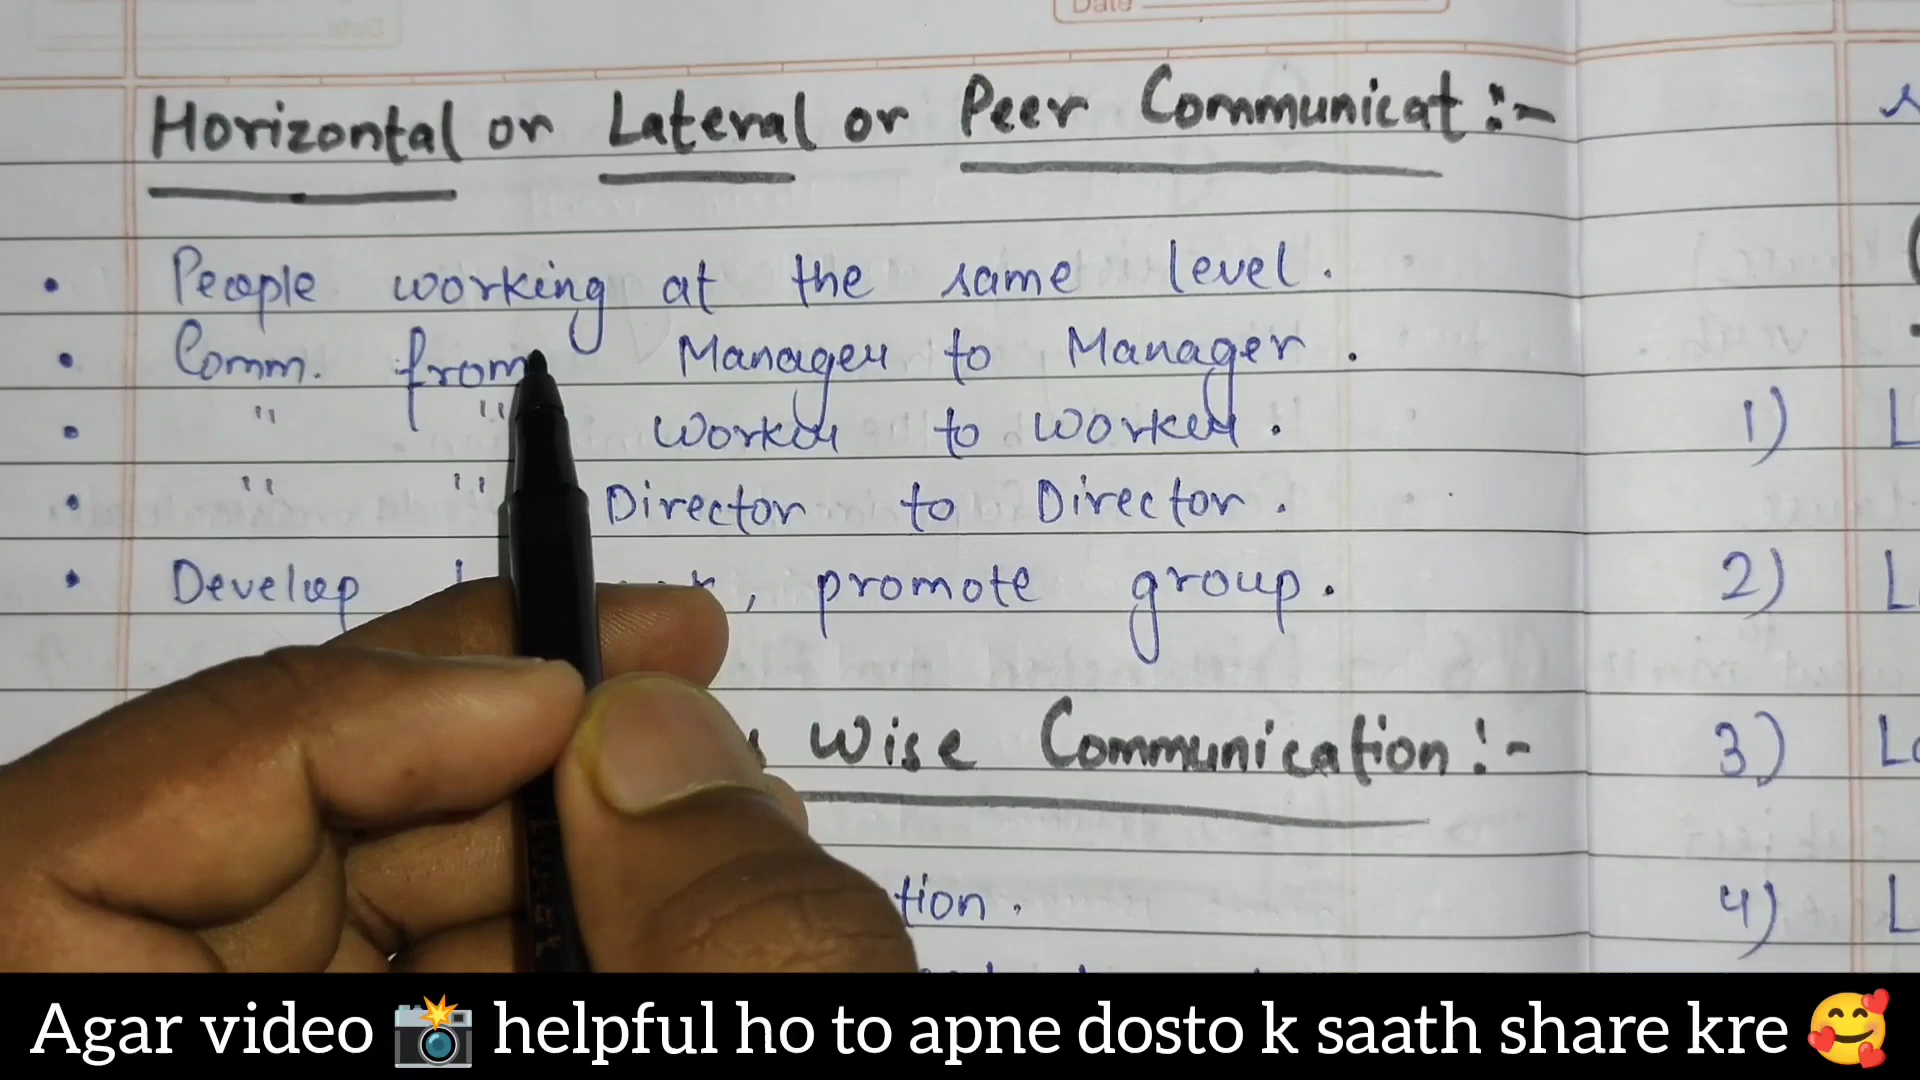 Date
Horizontal or Lateral or Peer Communicat :-
• People working at the same level.
• Comm. from Manager to Manager.
• " " Worker to Worker.
• " " Director to Director.
• Develop , promote group.
Wise Communication :-
tion.
1) L
2) L
3) L
4) L
Agar video 📸 helpful ho to apne dosto k saath share kre 🥰